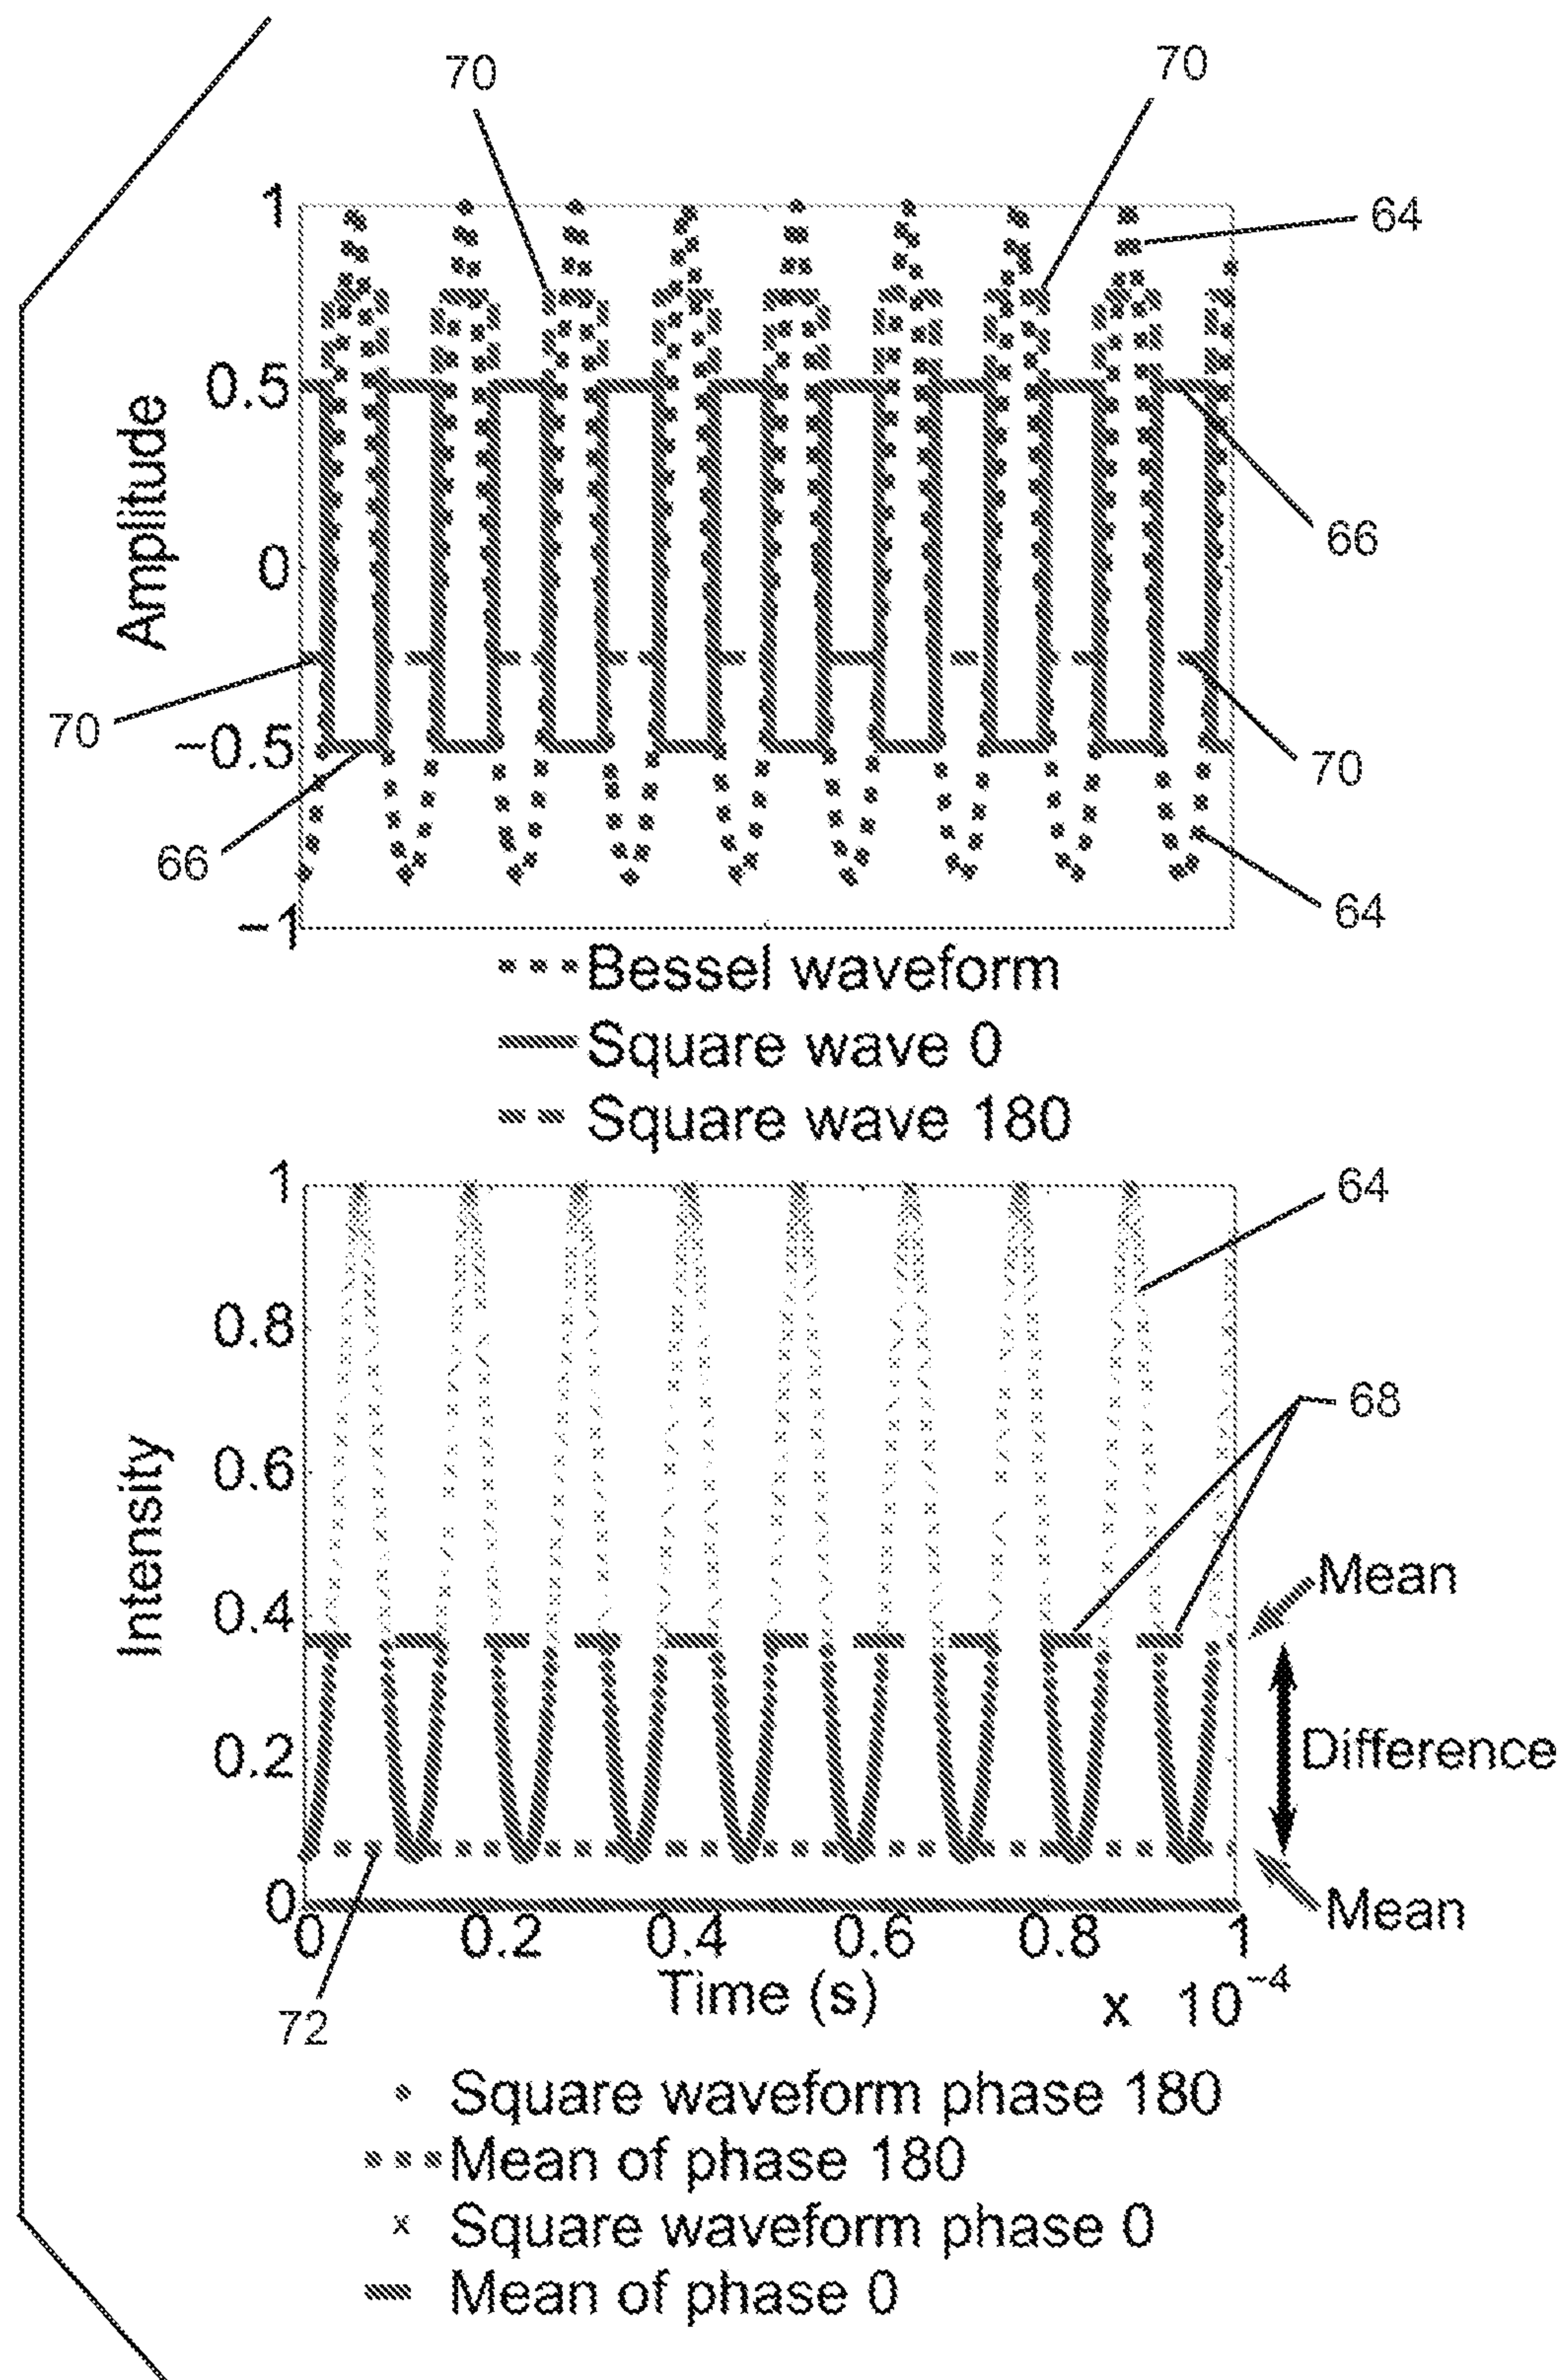 70
70
1
64
0.5
Amplitude
66
0
70
−0.5
70
66
64
−1
Bessel waveform
Square wave 0
Square wave 180
1
64
0.8
68
0.6
Intensity
Mean
0.4
0.2
Difference
0
Mean
0 0.2 0.4 0.6 0.8 1
Time (s)
x 10−4
72
Square waveform phase 180
Mean of phase 180
Square waveform phase 0
Mean of phase 0